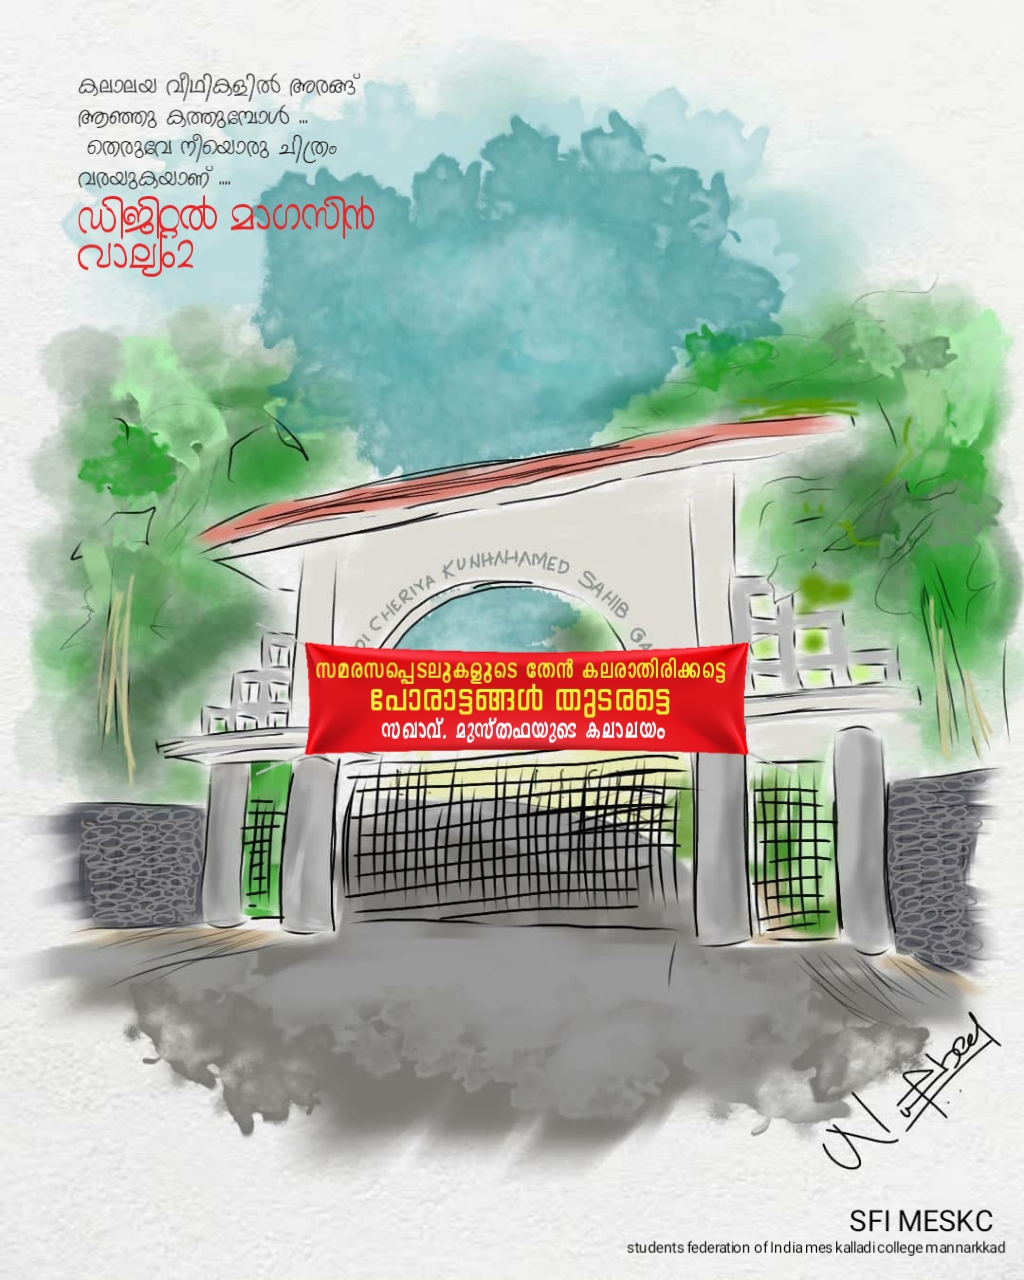 കലാലയ വീഥികളിൽ അരങ്ങ്
ആഞ്ഞു കത്തുമ്പോൾ ...
തെരുവേ നീയൊരു ചിത്രം
വരയുകയാണ് ....
ഡിജിറ്റൽ മാഗസിൻ
വാല്യം2
DI CHERIYA KUNHAHAMED SAHIB GA
സമരസപ്പെടലുകളുടെ തേൻ കലരാതിരിക്കട്ടെ
പോരാട്ടങ്ങൾ തുടരട്ടെ
സഖാവ്. മുസ്തഫയുടെ കലാലയം
SFI MESKC
students federation of India mes kalladi college mannarkkad